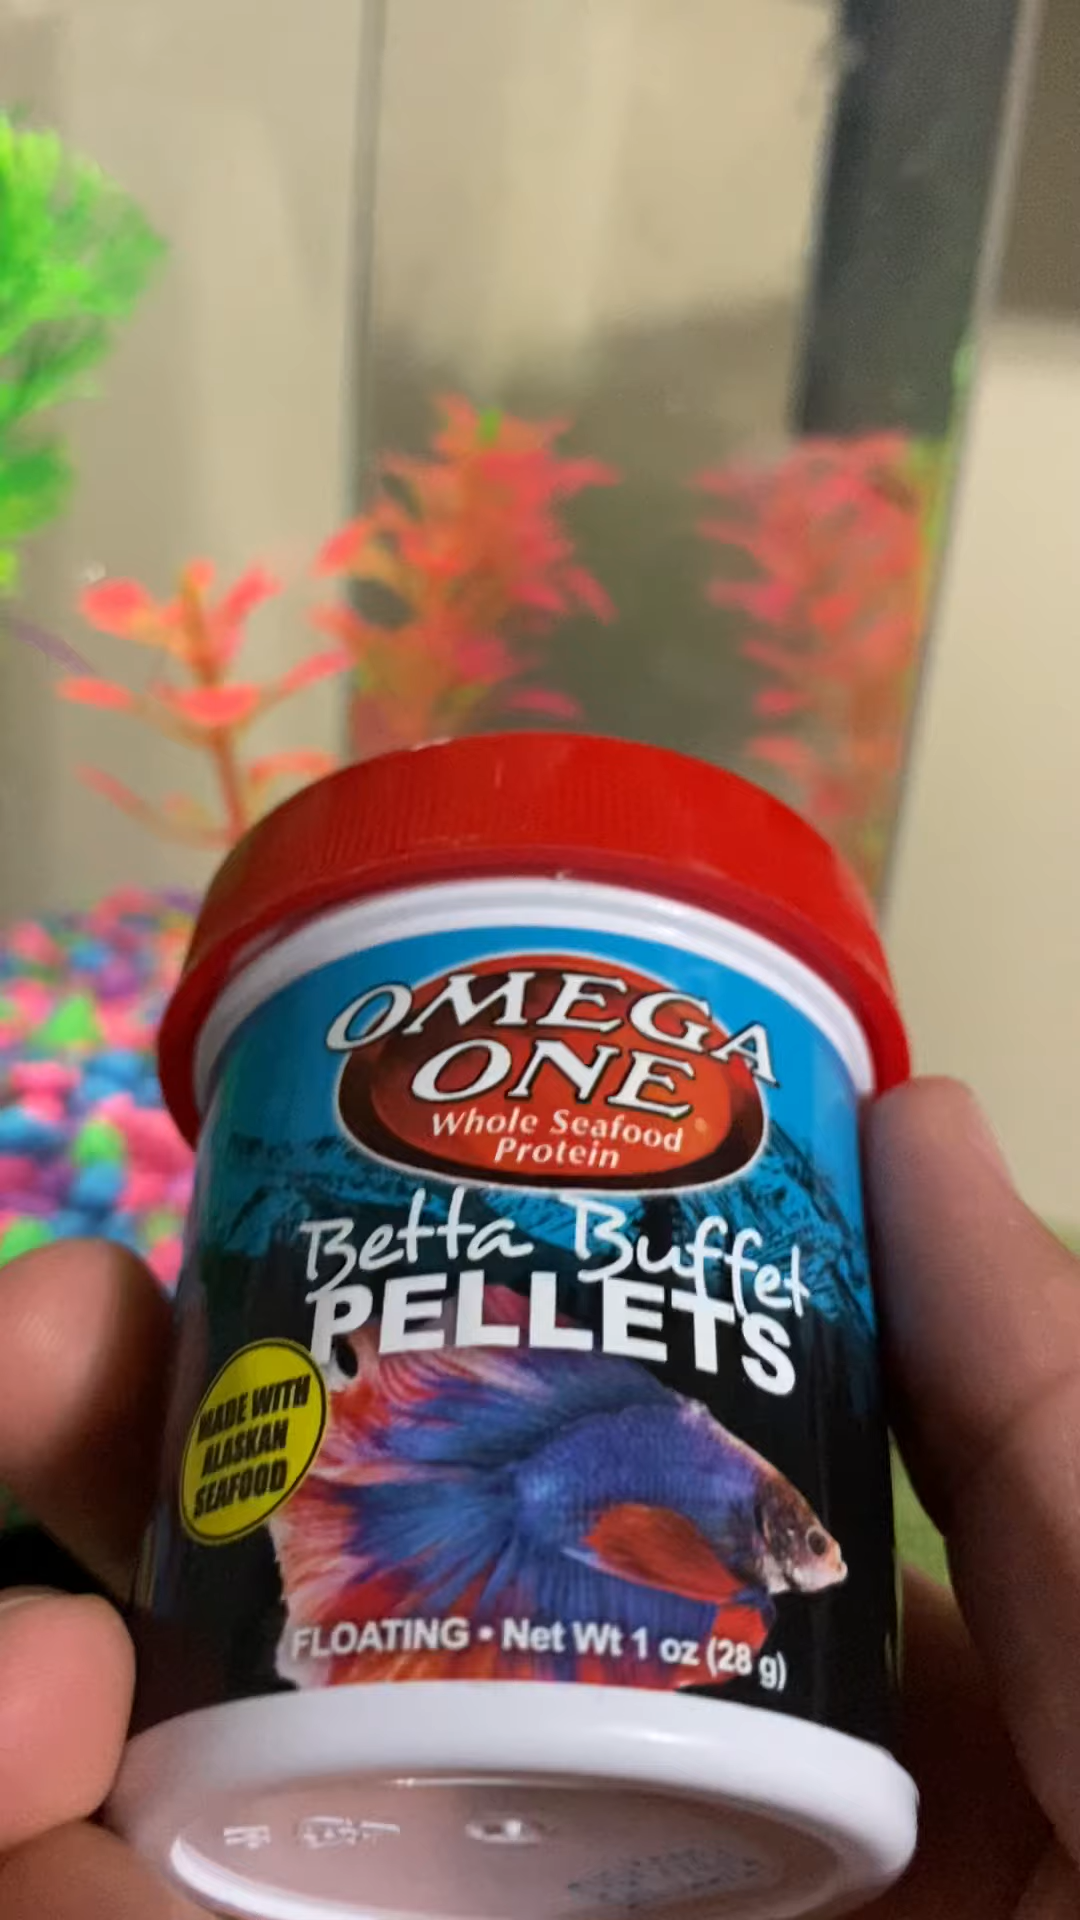 OMEGA
ONE
Whole Seafood
Protein
Betta Buffet
PELLETS
MADE WITH
ALASKAN
SEAFOOD
FLOATING • Net Wt 1 oz (28 g)